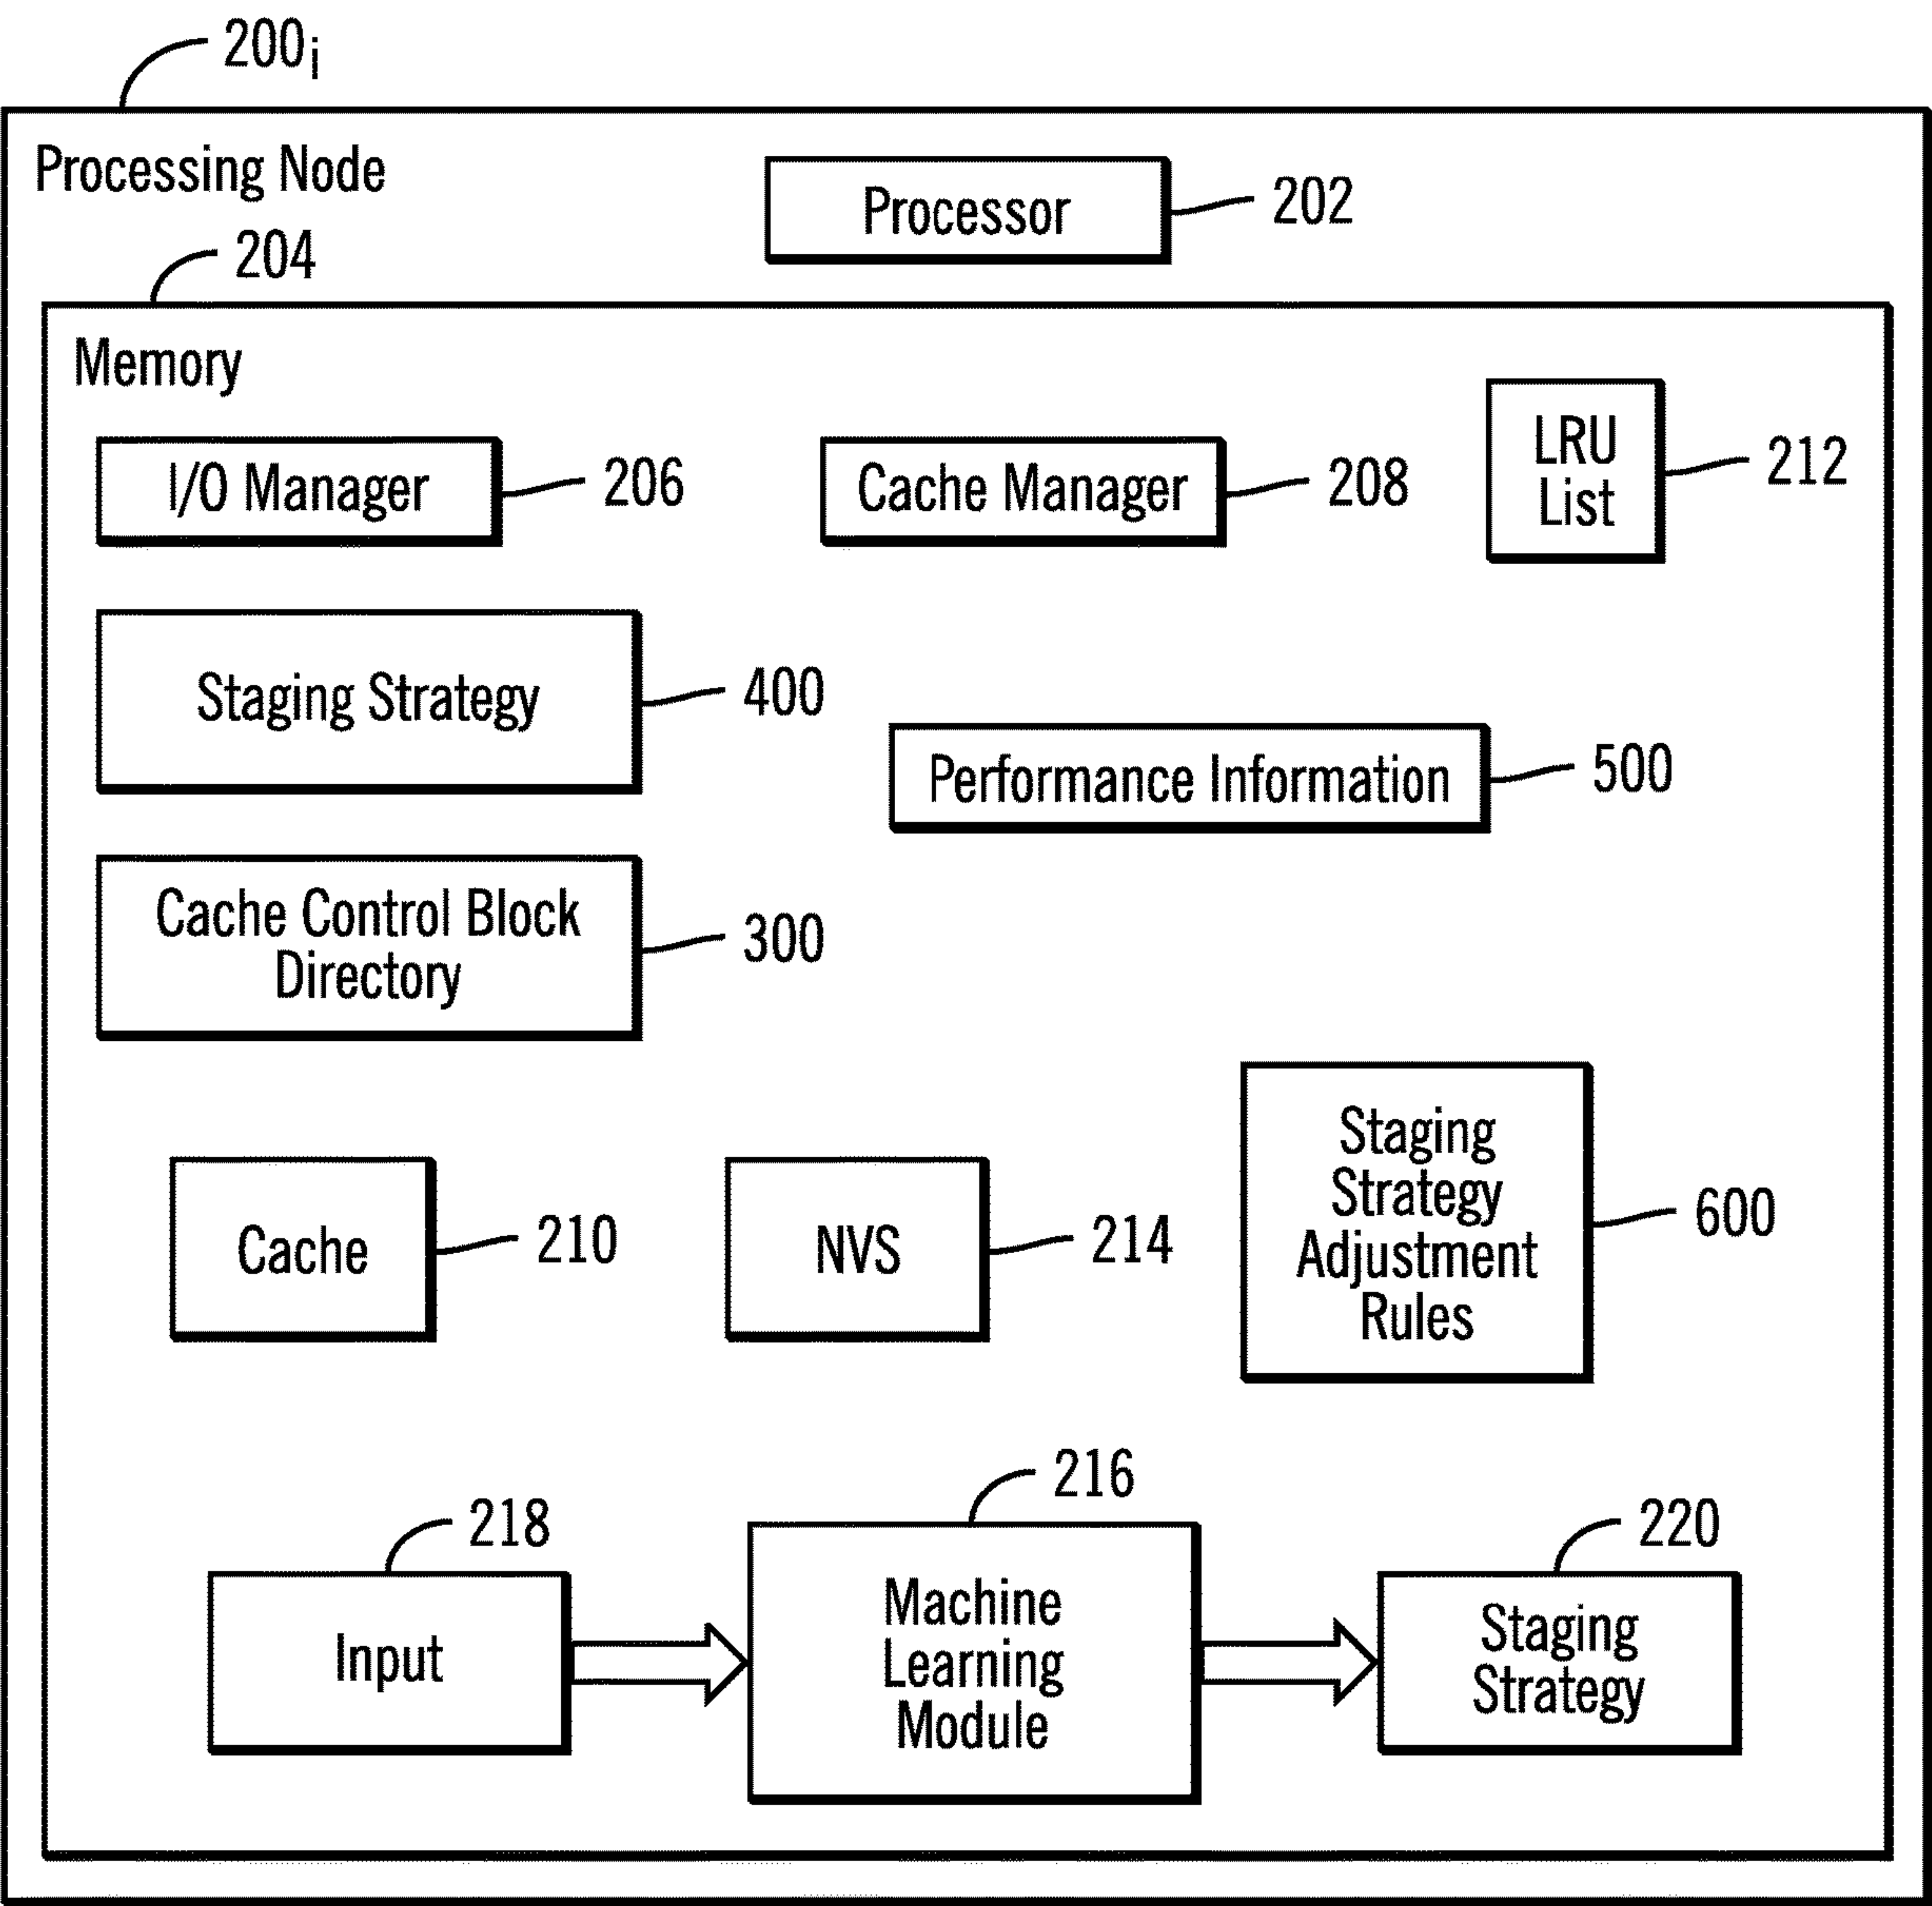 200i
Processing Node
Processor
202
204
Memory
LRU
List
212
I/O Manager
206
Cache Manager
208
Staging Strategy
400
Performance Information
500
Cache Control Block
Directory
300
Staging
Strategy
Adjustment
Rules
600
Cache
210
NVS
214
218
Input
216
Machine
Learning
Module
220
Staging
Strategy